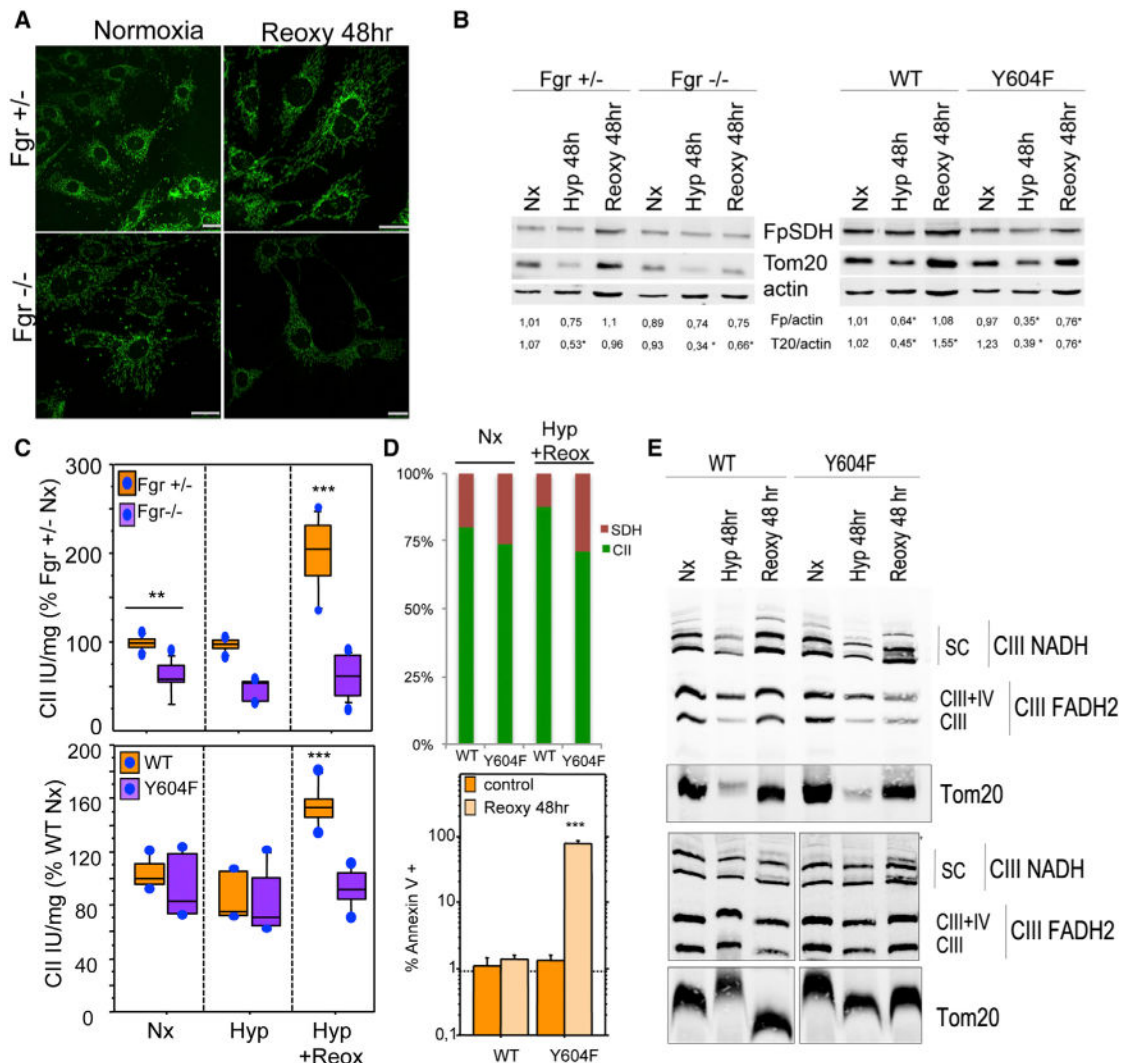 A
Normoxia
Reoxy 48hr
Fgr +/-
Fgr -/-
B
Fgr +/-
Fgr -/-
WT
Y604F
Nx
Hyp 48h
Reoxy 48hr
Nx
Hyp 48h
Reoxy 48hr
Nx
Hyp 48h
Reoxy 48hr
Nx
Hyp 48h
Reoxy 48hr
FpSDH
Tom20
actin
1,01 0,75 1,1 0,89 0,74 0,75 Fp/actin 1,01 0,64* 1,08 0,97 0,35* 0,76*
1,07 0,53* 0,96 0,93 0,34 * 0,66* T20/actin 1,02 0,45* 1,55* 1,23 0,39 * 0,76*
C
CII IU/mg (% Fgr +/- Nx)
300
200
100
50
0
Fgr +/-
Fgr-/-
**
***
CII IU/mg (% WT Nx)
200
160
120
100
80
40
0
WT
Y604F
***
Nx
Hyp
Hyp
+Reox
D
Nx
Hyp
+Reox
100%
75%
50%
25%
0%
SDH
CII
WT
Y604F
WT
Y604F
control
Reoxy 48hr
% Annexin V +
100
10
1
0,1
***
WT
Y604F
E
WT
Y604F
Nx
Hyp 48hr
Reoxy 48 hr
Nx
Hyp 48hr
Reoxy 48 hr
SC
CIII NADH
CIII+IV
CIII
CIII FADH2
Tom20
SC
CIII NADH
CIII+IV
CIII
CIII FADH2
Tom20